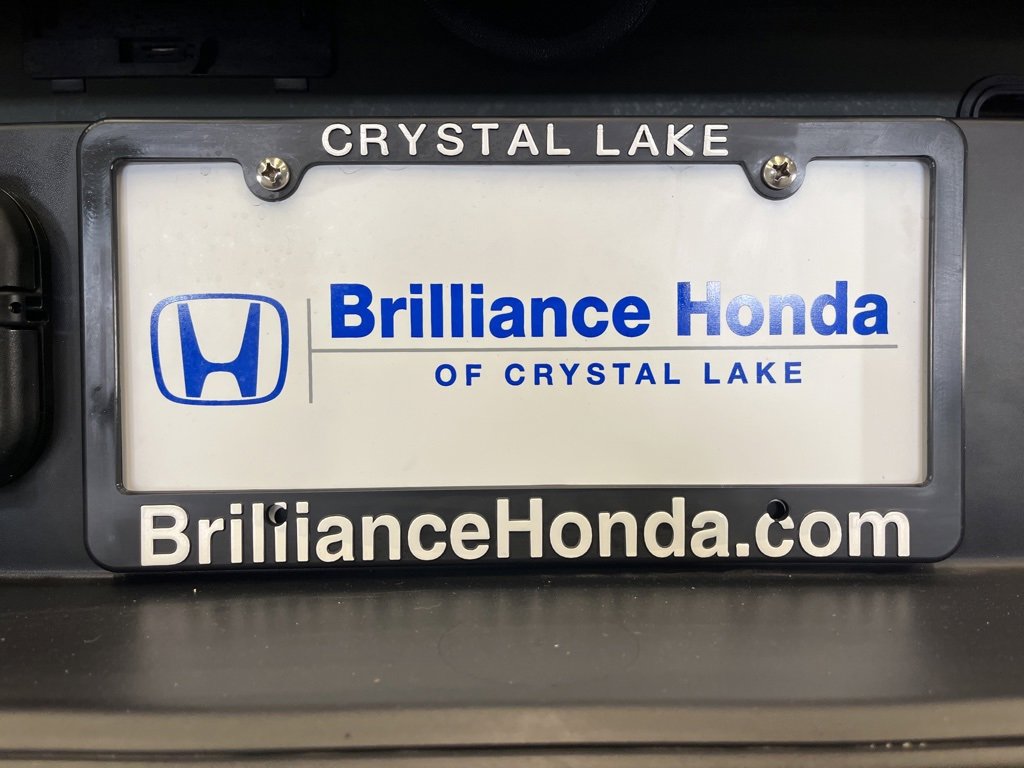 CRYSTAL LAKE
Brilliance Honda
OF CRYSTAL LAKE
BrillianceHonda.com